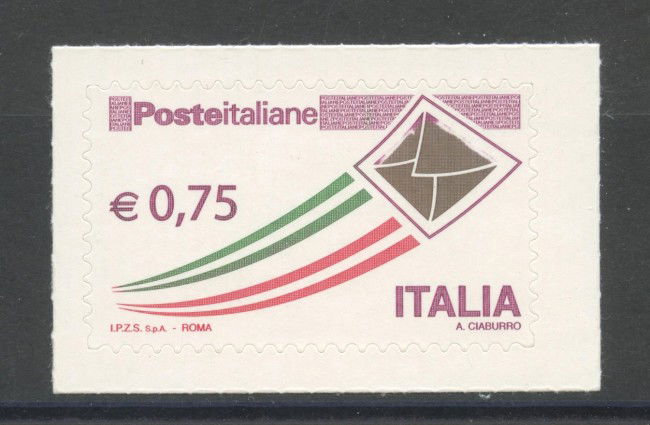 Posteitaliane
€ 0,75
ITALIA
I.P.Z.S. S.p.A. - ROMA
A. CIABURRO